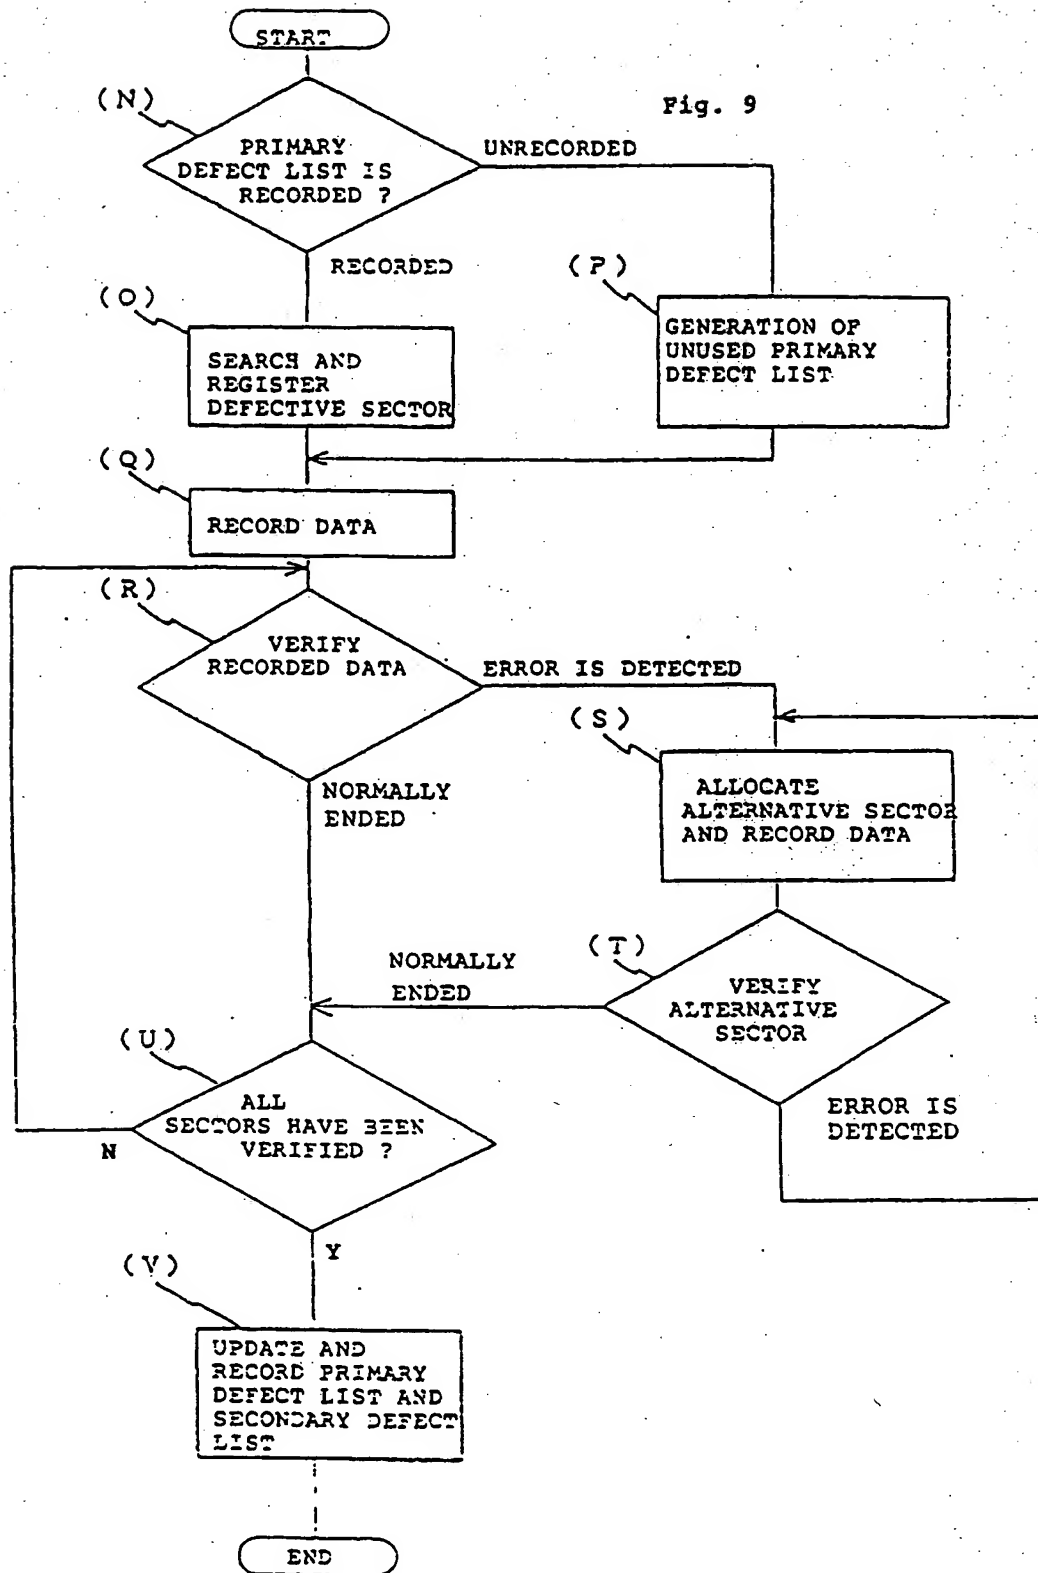 START
Fig. 9
(N)
PRIMARY
DEFECT LIST IS
RECORDED ?
UNRECORDED
RECORDED
(O)
SEARCH AND
REGISTER
DEFECTIVE SECTOR
(P)
GENERATION OF
UNUSED PRIMARY
DEFECT LIST
(Q)
RECORD DATA
(R)
VERIFY
RECORDED DATA
ERROR IS DETECTED
NORMALLY
ENDED
(S)
ALLOCATE
ALTERNATIVE SECTOR
AND RECORD DATA
(T)
VERIFY
ALTERNATIVE
SECTOR
NORMALLY
ENDED
ERROR IS
DETECTED
(U)
ALL
SECTORS HAVE BEEN
VERIFIED ?
N
Y
(V)
UPDATE AND
RECORD PRIMARY
DEFECT LIST AND
SECONDARY DEFECT
LIST
END